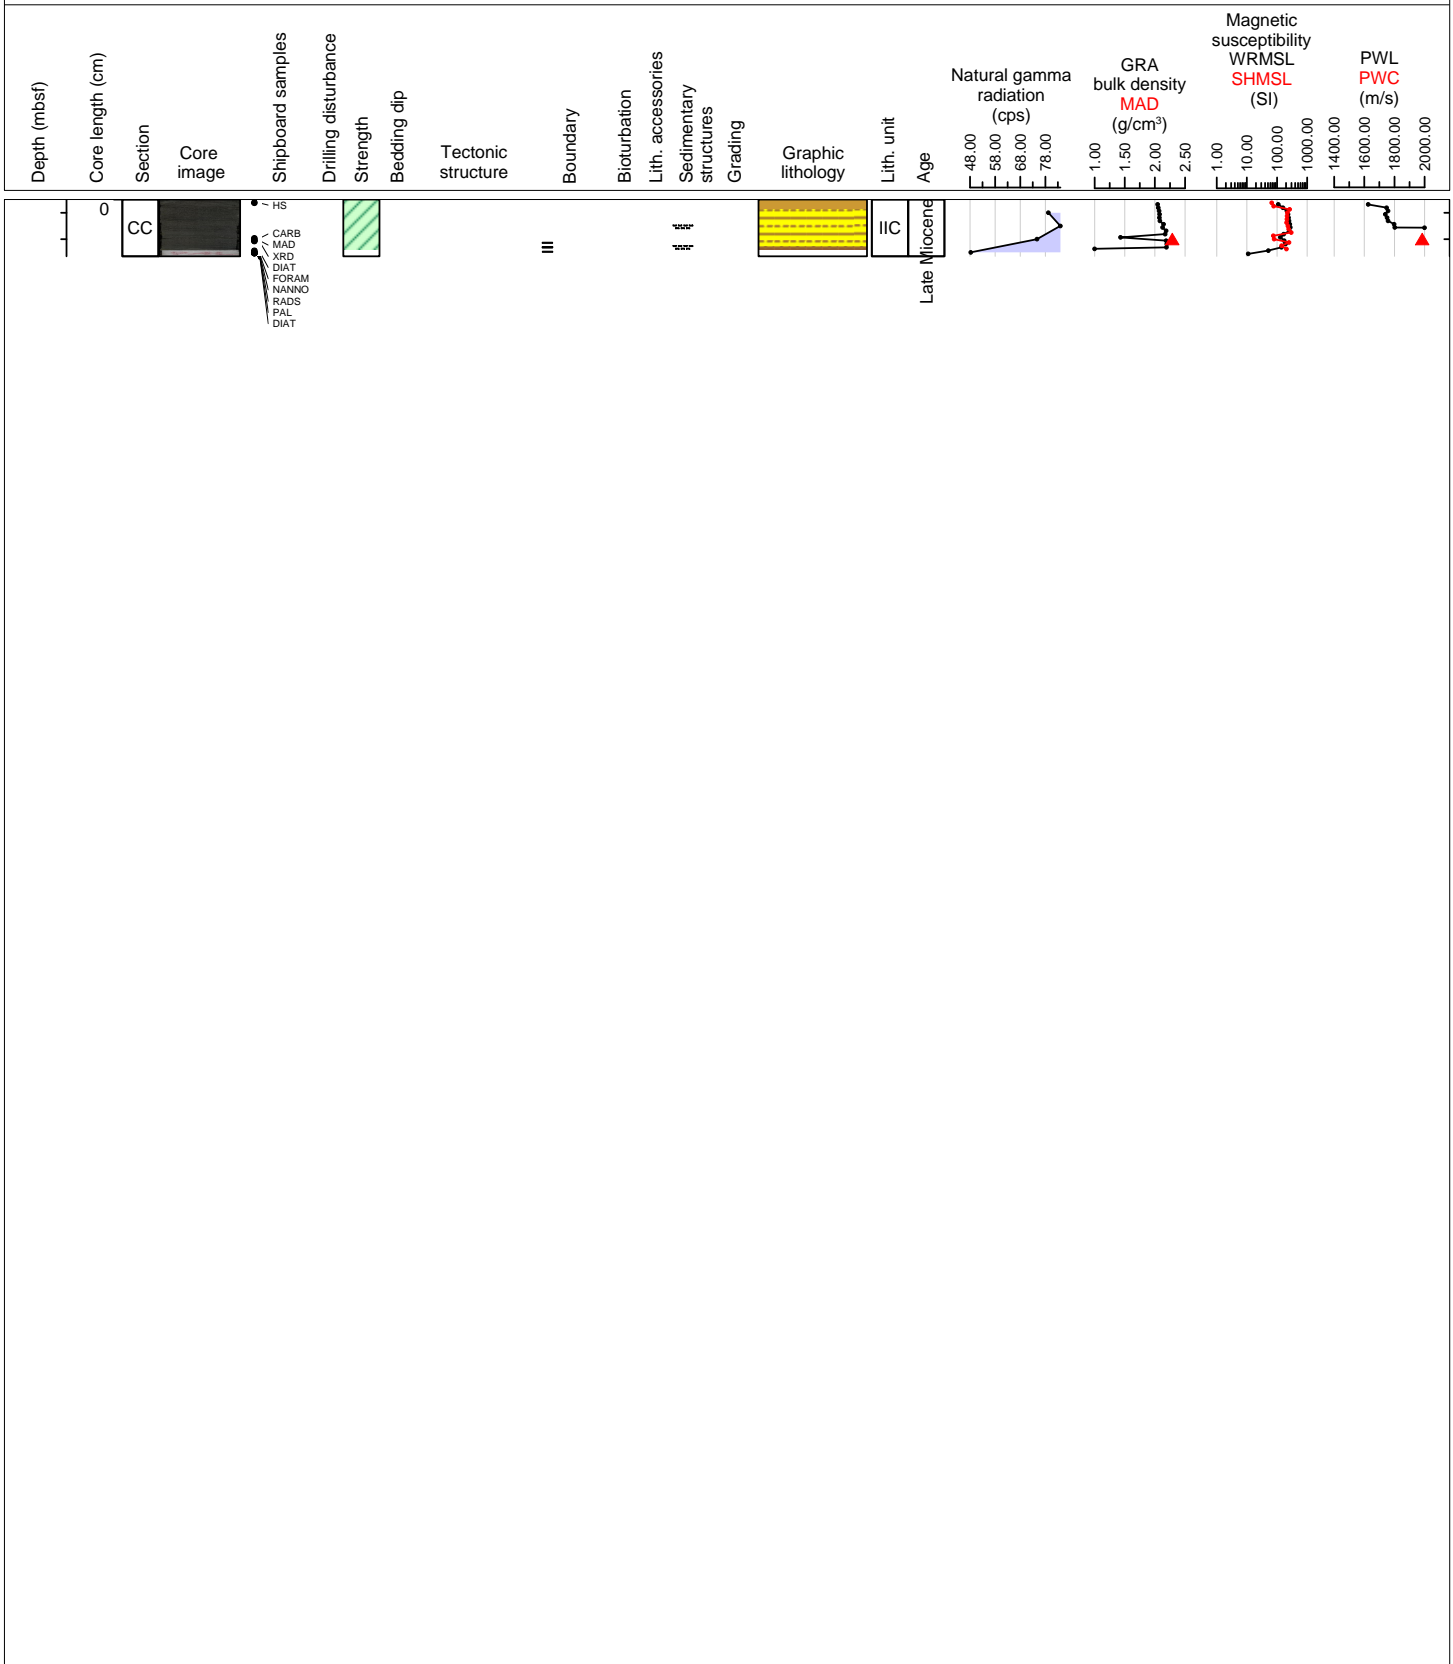 Depth (mbsf)
Core length (cm)
Section
Core
image
Shipboard samples
Drilling disturbance
Strength
Bedding dip
Tectonic
structure
Boundary
Bioturbation
Lith. accessories
Sedimentary
structures
Grading
Graphic
lithology
Lith. unit
Age
Natural gamma
radiation
(cps)
48.00
58.00
68.00
78.00
GRA
bulk density
MAD
(g/cm³)
1.00
1.50
2.00
2.50
Magnetic
susceptibility
WRMSL
SHMSL
(SI)
1.00
10.00
100.00
1000.00
PWL
PWC
(m/s)
1400.00
1600.00
1800.00
2000.00
0
CC
HS
CARB
MAD
XRD
DIAT
FORAM
NANNO
RADS
PAL
DIAT
IIC
Late Miocene